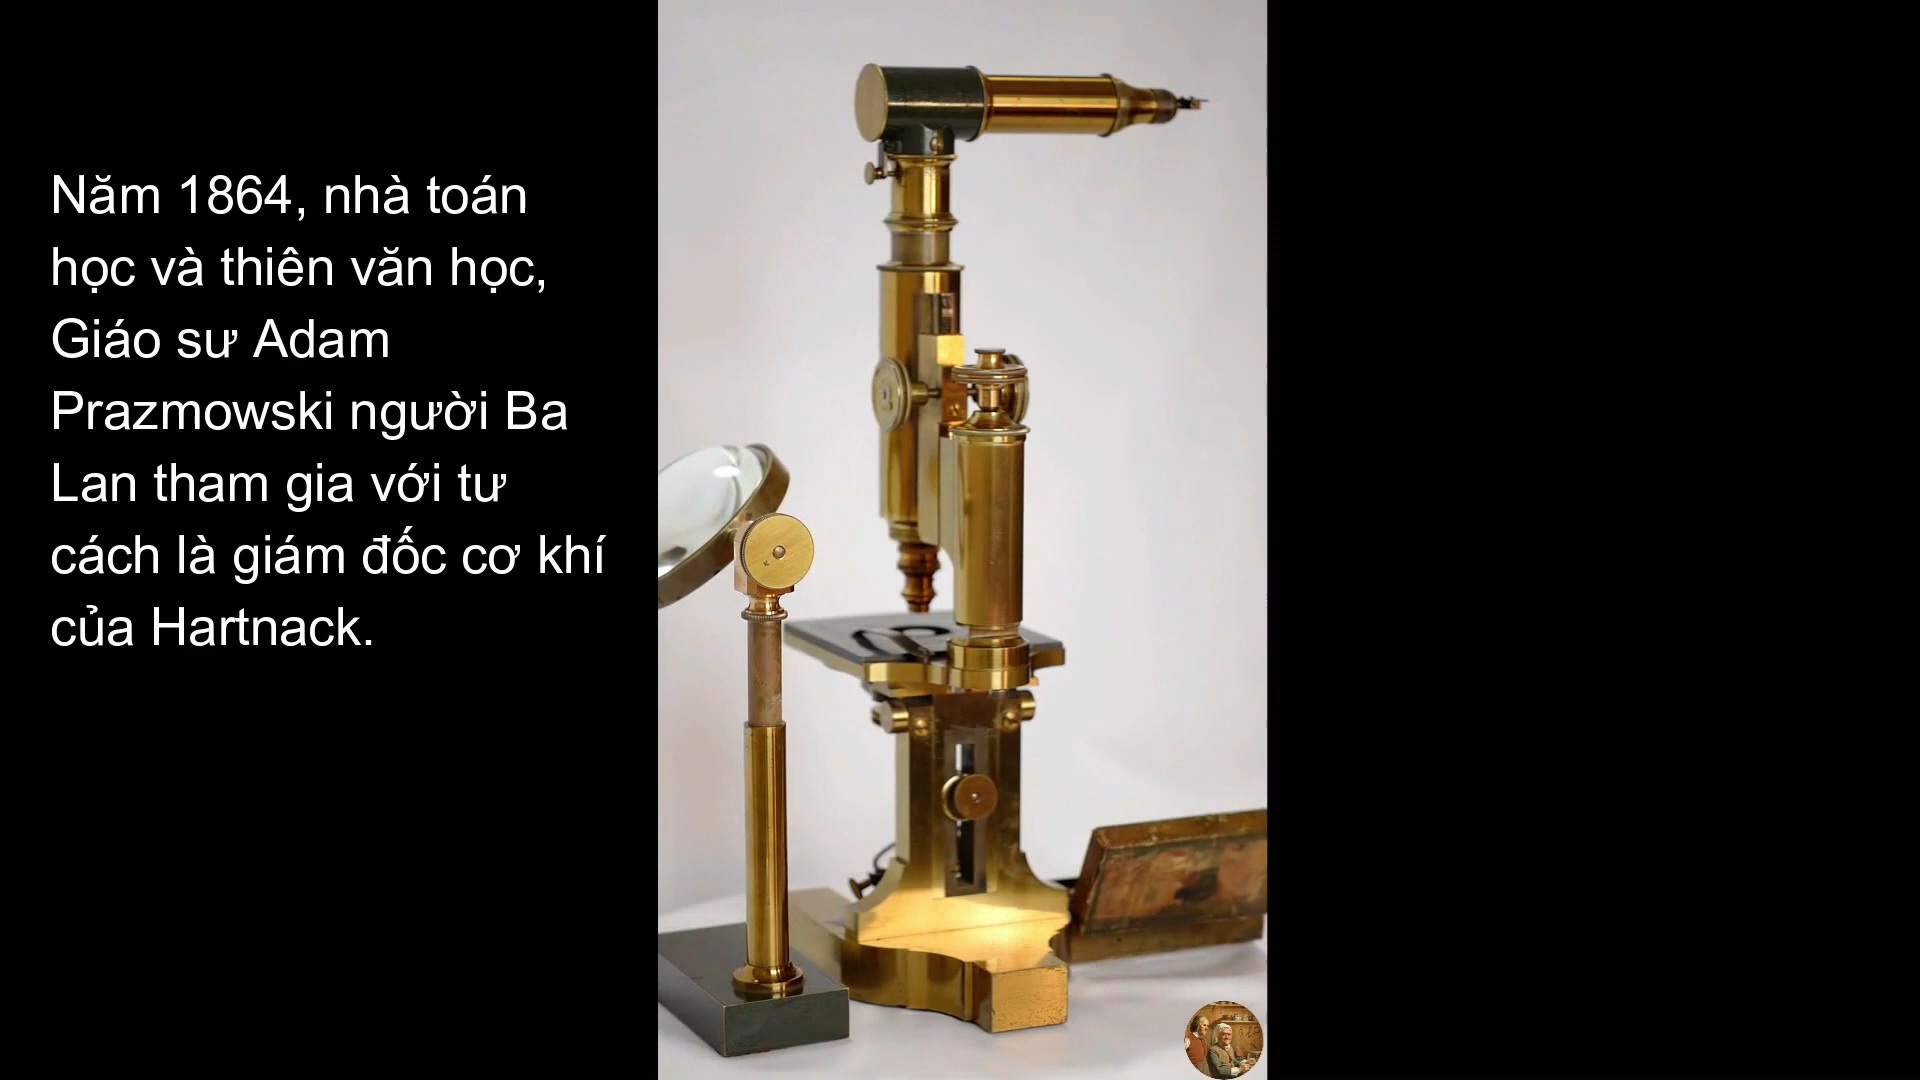 Năm 1864, nhà toán
học và thiên văn học,
Giáo sư Adam
Prazmowski người Ba
Lan tham gia với tư
cách là giám đốc cơ khí
của Hartnack.